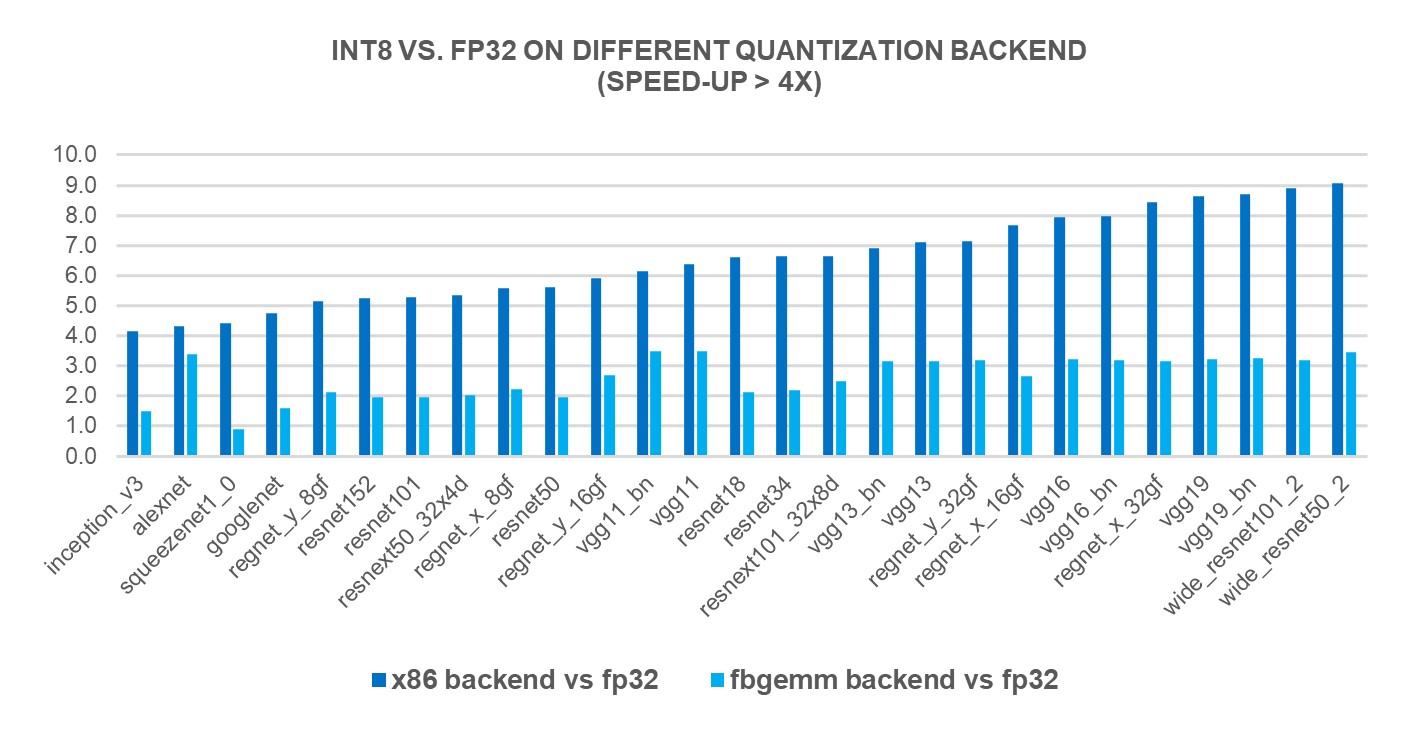 INT8 VS. FP32 ON DIFFERENT QUANTIZATION BACKEND
(SPEED-UP > 4X)
10.0
9.0
8.0
7.0
6.0
5.0
4.0
3.0
2.0
1.0
0.0
inception_v3
alexnet
squeezenet1_0
googlenet
regnet_y_8gf
resnet152
resnet101
resnext50_32x4d
regnet_x_8gf
resnet50
regnet_y_16gf
vgg11_bn
vgg11
resnet18
resnet34
resnext101_32x8d
vgg13_bn
vgg13
regnet_y_32gf
regnet_x_16gf
vgg16
vgg16_bn
regnet_x_32gf
vgg19
vgg19_bn
wide_resnet101_2
wide_resnet50_2
x86 backend vs fp32
fbgemm backend vs fp32